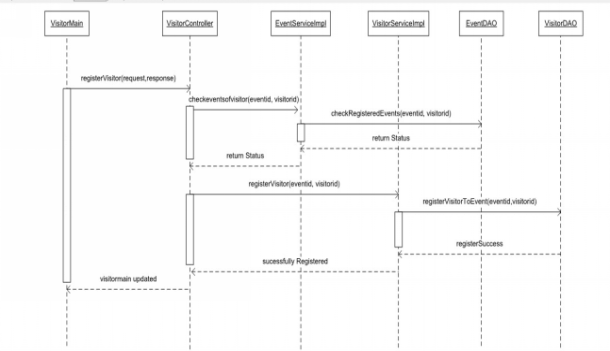 VisitorMain
VisitorController
EventServiceImpl
VisitorServiceImpl
EventDAO
VisitorDAO
registerVisitor(request,response)
checkeventsofvisitor(eventid, visitorid)
checkRegisteredEvents(eventid, visitorid)
return Status
return Status
registerVisitor(eventid, visitorid)
registerVisitorToEvent(eventid,visitorid)
registerSuccess
sucessfully Registered
visitormain updated